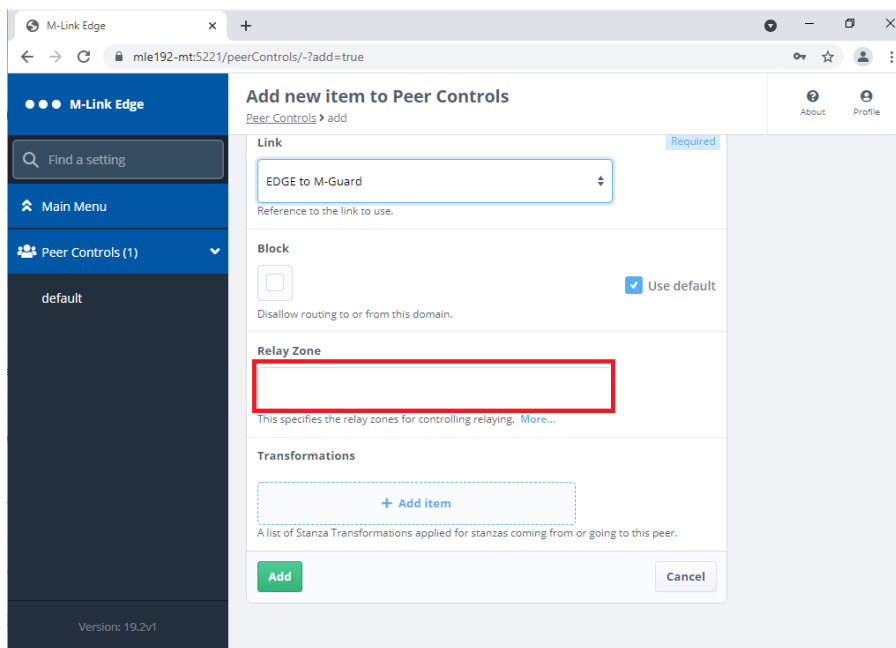 M-Link Edge
mle192-mt:5221/peerControls/-?add=true
M-Link Edge
Add new item to Peer Controls
Peer Controls > add
About
Profile
Find a setting
Main Menu
Peer Controls (1)
default
Version: 19.2v1
Link
Required
EDGE to M-Guard
Reference to the link to use.
Block
Use default
Disallow routing to or from this domain.
Relay Zone
This specifies the relay zones for controlling relaying. More...
Transformations
+ Add item
A list of Stanza Transformations applied for stanzas coming from or going to this peer.
Add
Cancel